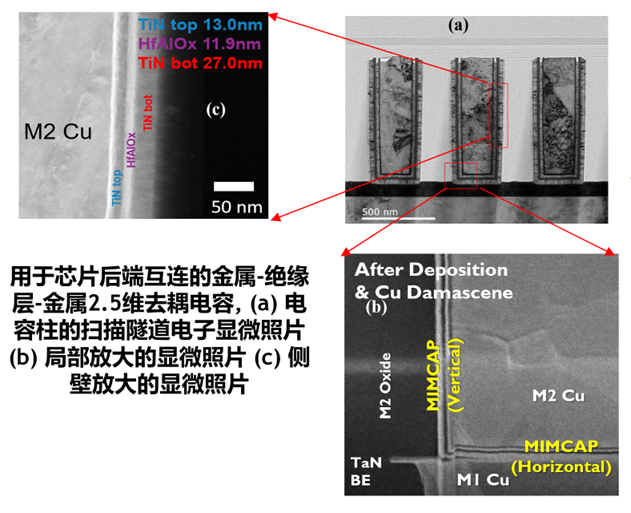 TiN top 13.0nm
HfAlOx 11.9nm
TiN bot 27.0nm
(c)
M2 Cu
TiN top
HfAlOx
TiN bot
50 nm
(a)
500 nm
After Deposition
& Cu Damascene
(b)
M2 Oxide
MIMCAP
(Vertical)
M2 Cu
MIMCAP
(Horizontal)
TaN
BE
M1 Cu
用于芯片后端互连的金属-绝缘
层-金属2.5维去耦电容, (a) 电
容柱的扫描隧道电子显微照片
(b) 局部放大的显微照片 (c) 侧
壁放大的显微照片